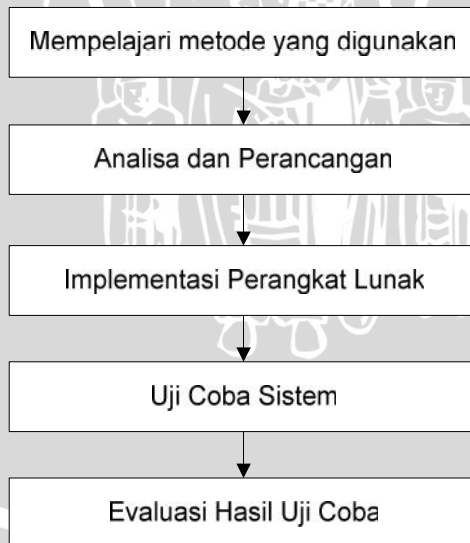 Mempelajari metode yang digunakan
Analisa dan Perancangan
Implementasi Perangkat Lunak
Uji Coba Sistem
Evaluasi Hasil Uji Coba